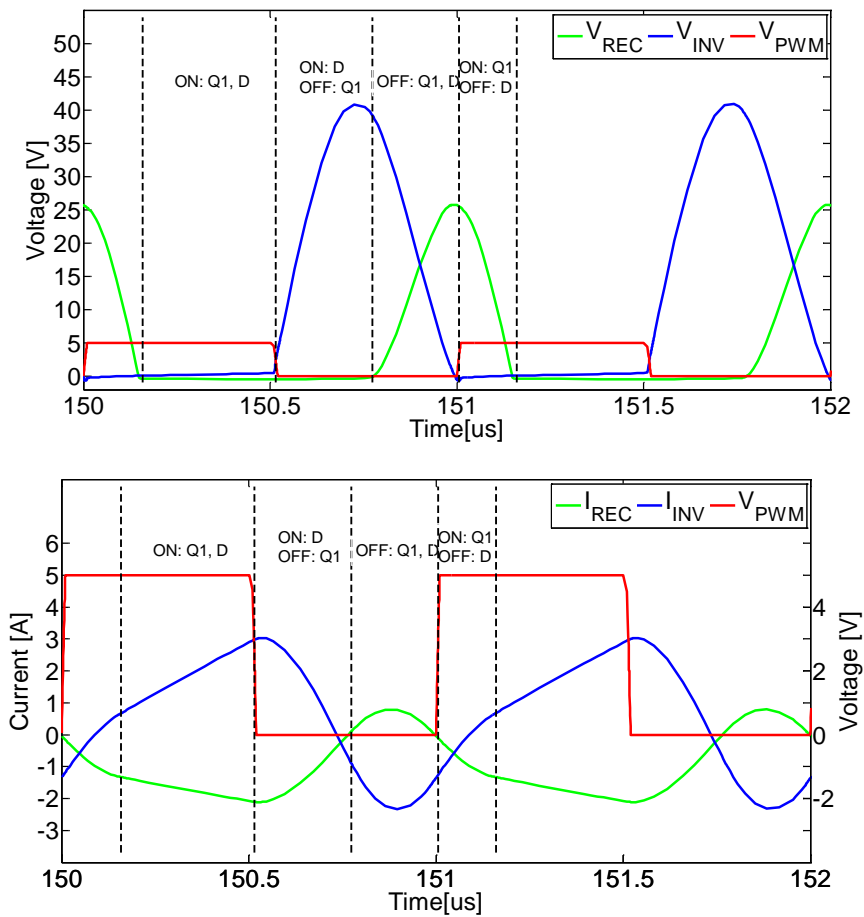 V_REC V_INV V_PWM
50
45
40
35
30
25
20
15
10
5
0
Voltage [V]
ON: Q1, D
ON: D
OFF: Q1
OFF: Q1, D
ON: Q1
OFF: D
150 150.5 151 151.5 152
Time[us]
I_REC I_INV V_PWM
6
5
4
3
2
1
0
-1
-2
-3
Current [A]
ON: Q1, D
ON: D
OFF: Q1
OFF: Q1, D
ON: Q1
OFF: D
4
2
0
-2
Voltage [V]
150 150.5 151 151.5 152
Time[us]